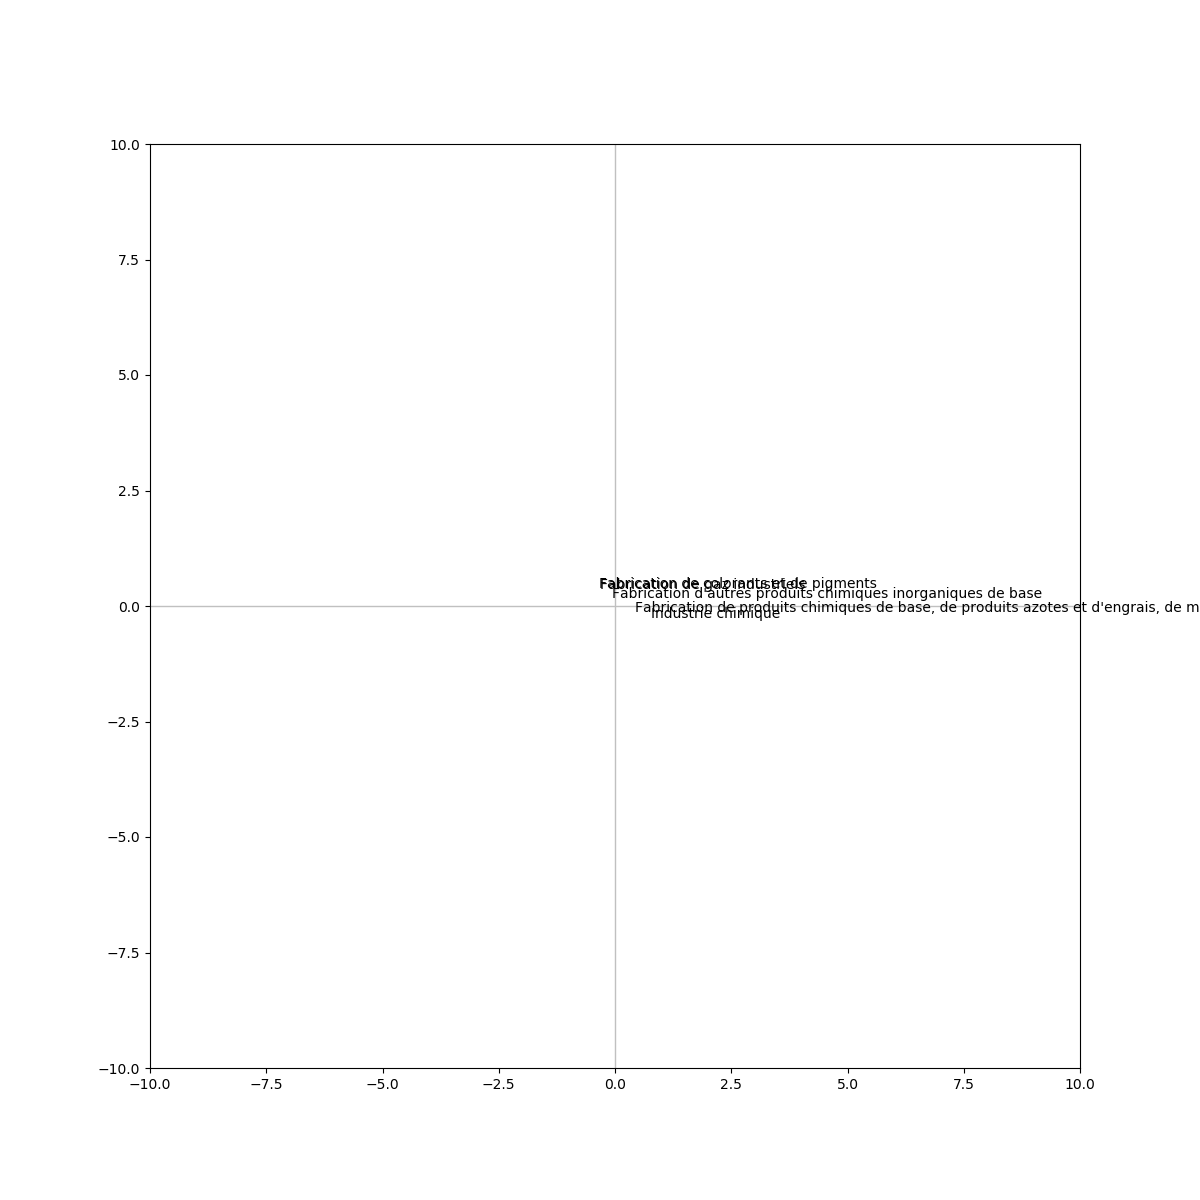 10.0
7.5
5.0
2.5
Fabrication de colorants et de pigments
Fabrication de gaz industriels
Fabrication d'autres produits chimiques inorganiques de base
0.0
Fabrication de produits chimiques de base, de produits azotes et d'engrais, de m
Industrie chimique
−2.5
−5.0
−7.5
−10.0
−10.0 −7.5 −5.0 −2.5 0.0 2.5 5.0 7.5 10.0